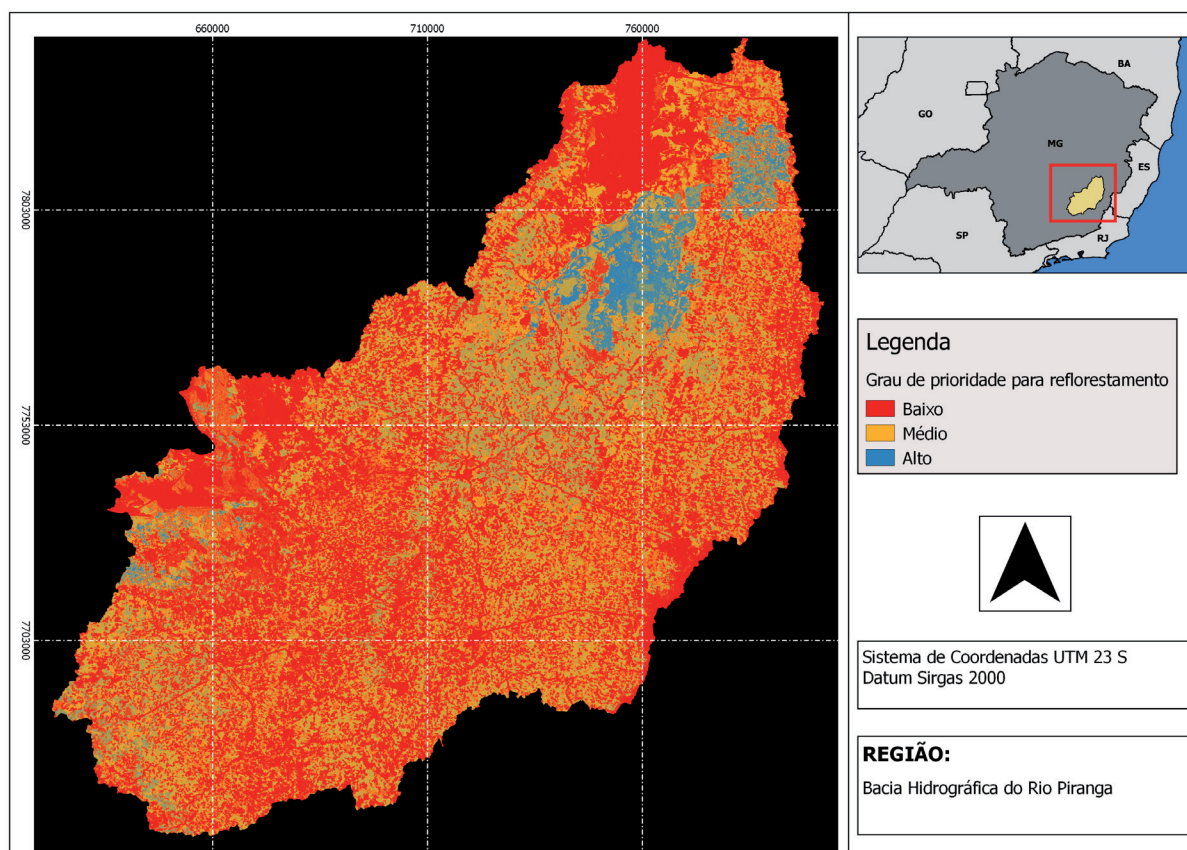 660000
710000
760000
7803000
7753000
7703000
BA
GO
MG
ES
SP
RJ
Legenda
Grau de prioridade para reflorestamento
Baixo
Médio
Alto
Sistema de Coordenadas UTM 23 S
Datum Sirgas 2000
REGIÃO:
Bacia Hidrográfica do Rio Piranga